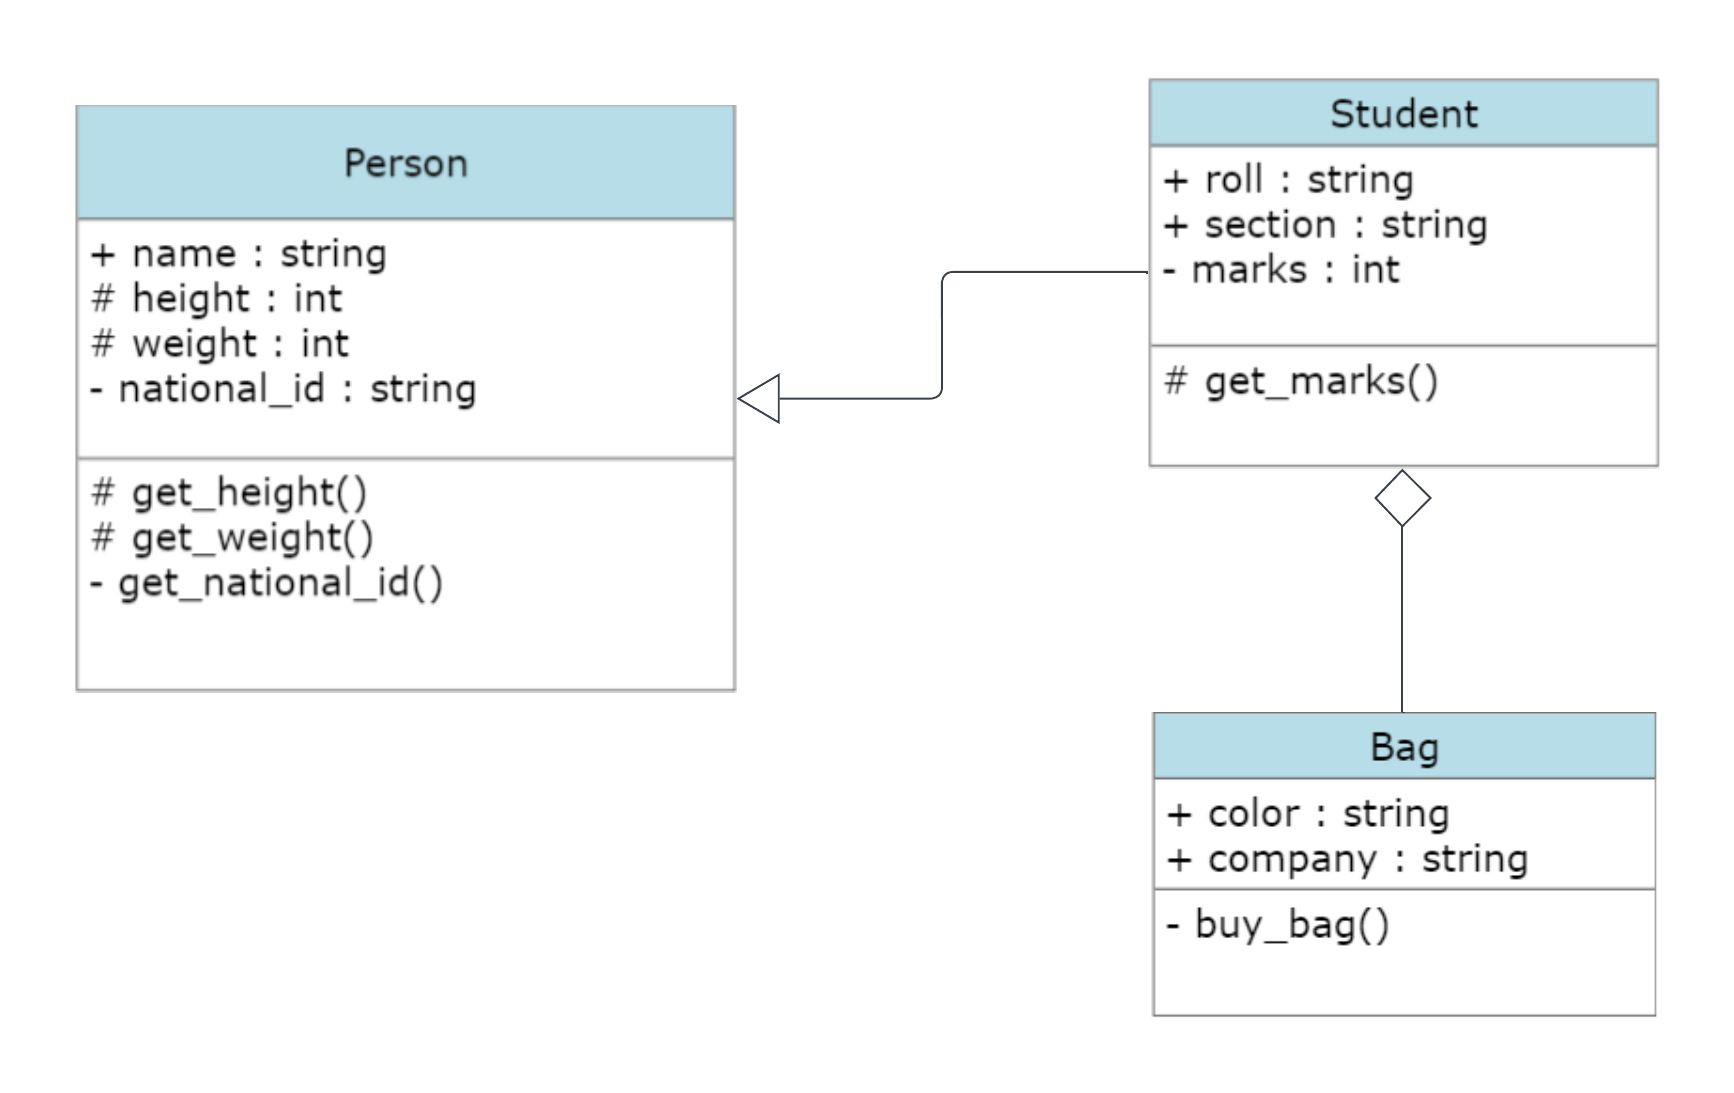 Person
+ name : string
# height : int
# weight : int
- national_id : string
# get_height()
# get_weight()
- get_national_id()
Student
+ roll : string
+ section : string
- marks : int
# get_marks()
Bag
+ color : string
+ company : string
- buy_bag()